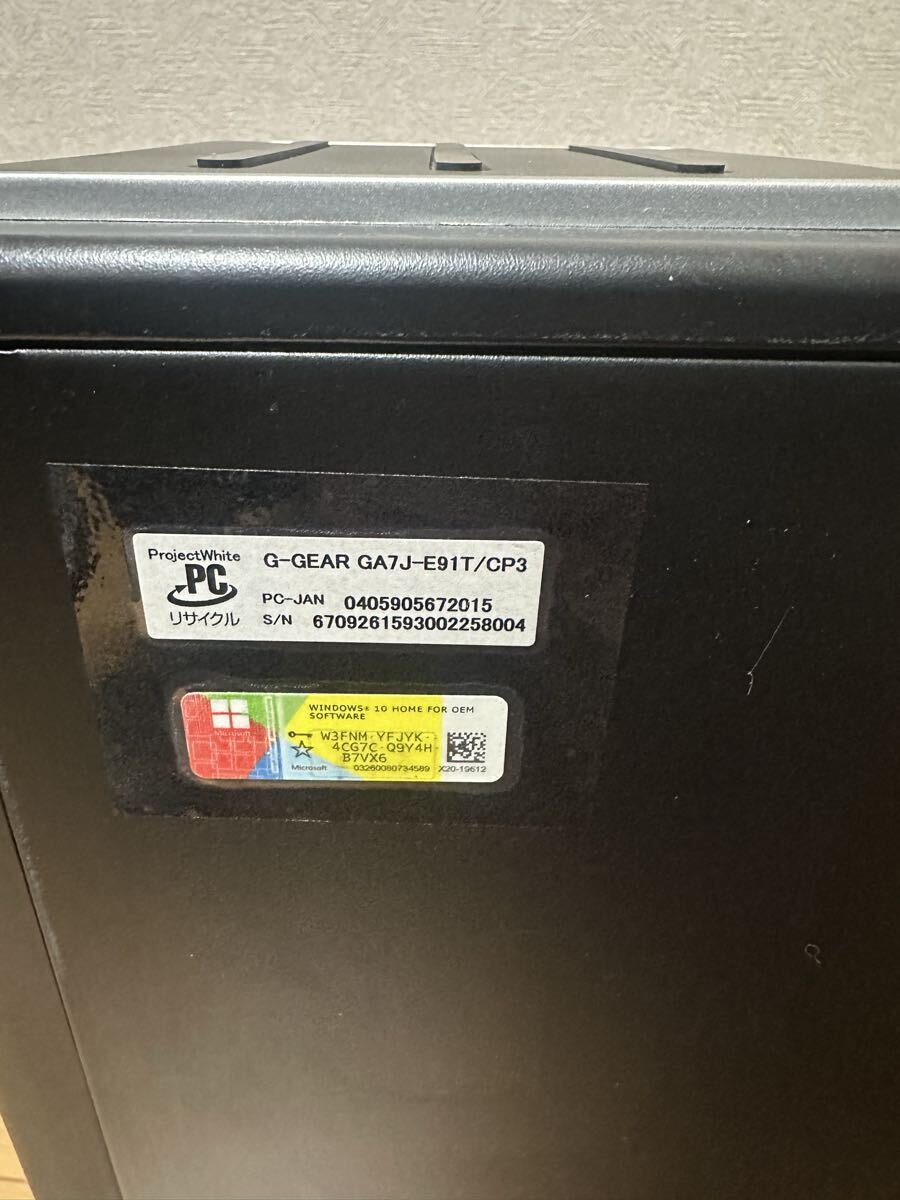 ProjectWhite
PC
リサイクル
G-GEAR GA7J-E91T/CP3
PC-JAN 0405905672015
S/N 6709261593002258004
Microsoft
WINDOWS® 10 HOME FOR OEM
SOFTWARE
W3FNM-YFJYK-
4CG7C-Q9Y4H-
B7VX6
Microsoft 03260080734589 X20-19612